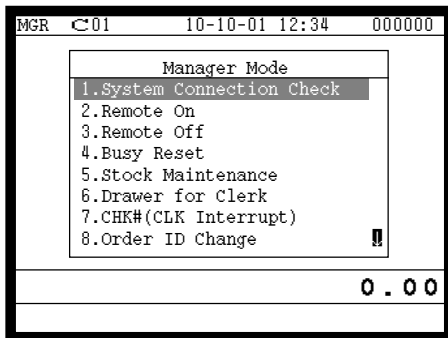 MGR C01 10-10-01 12:34 000000
Manager Mode
1.System Connection Check
2.Remote On
3.Remote Off
4.Busy Reset
5.Stock Maintenance
6.Drawer for Clerk
7.CHK#(CLK Interrupt)
8.Order ID Change
0.00